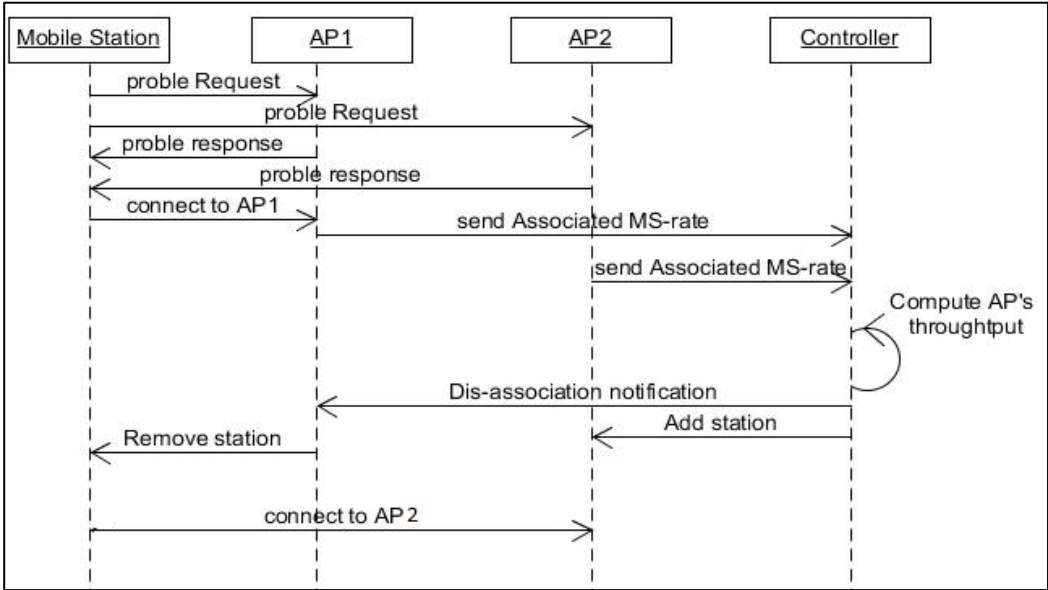 Mobile Station
AP1
AP2
Controller
proble Request
proble Request
proble response
proble response
connect to AP1
send Associated MS-rate
send Associated MS-rate
Compute AP's
throughtput
Dis-association notification
Add station
Remove station
connect to AP2